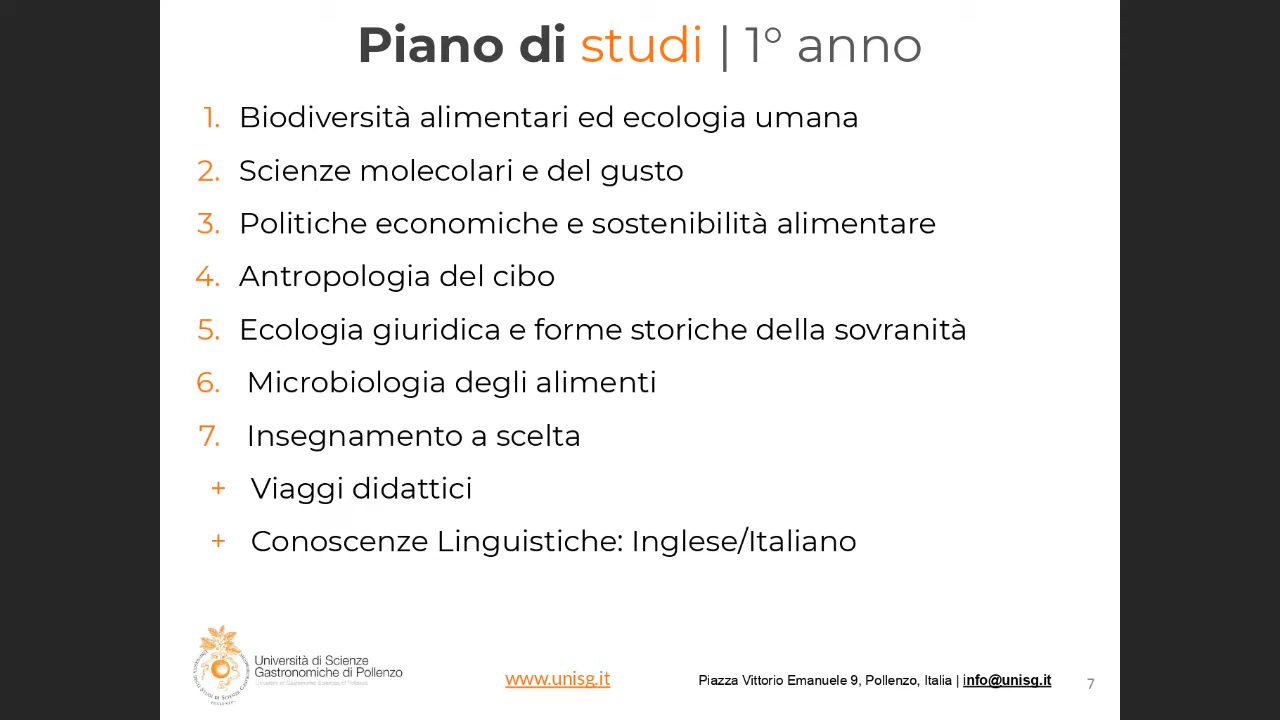 Piano di studi | 1° anno
1. Biodiversità alimentari ed ecologia umana
2. Scienze molecolari e del gusto
3. Politiche economiche e sostenibilità alimentare
4. Antropologia del cibo
5. Ecologia giuridica e forme storiche della sovranità
6. Microbiologia degli alimenti
7. Insegnamento a scelta
+ Viaggi didattici
+ Conoscenze Linguistiche: Inglese/Italiano
Università di Scienze
Gastronomiche di Pollenzo
www.unisg.it
Piazza Vittorio Emanuele 9, Pollenzo, Italia | info@unisg.it
7